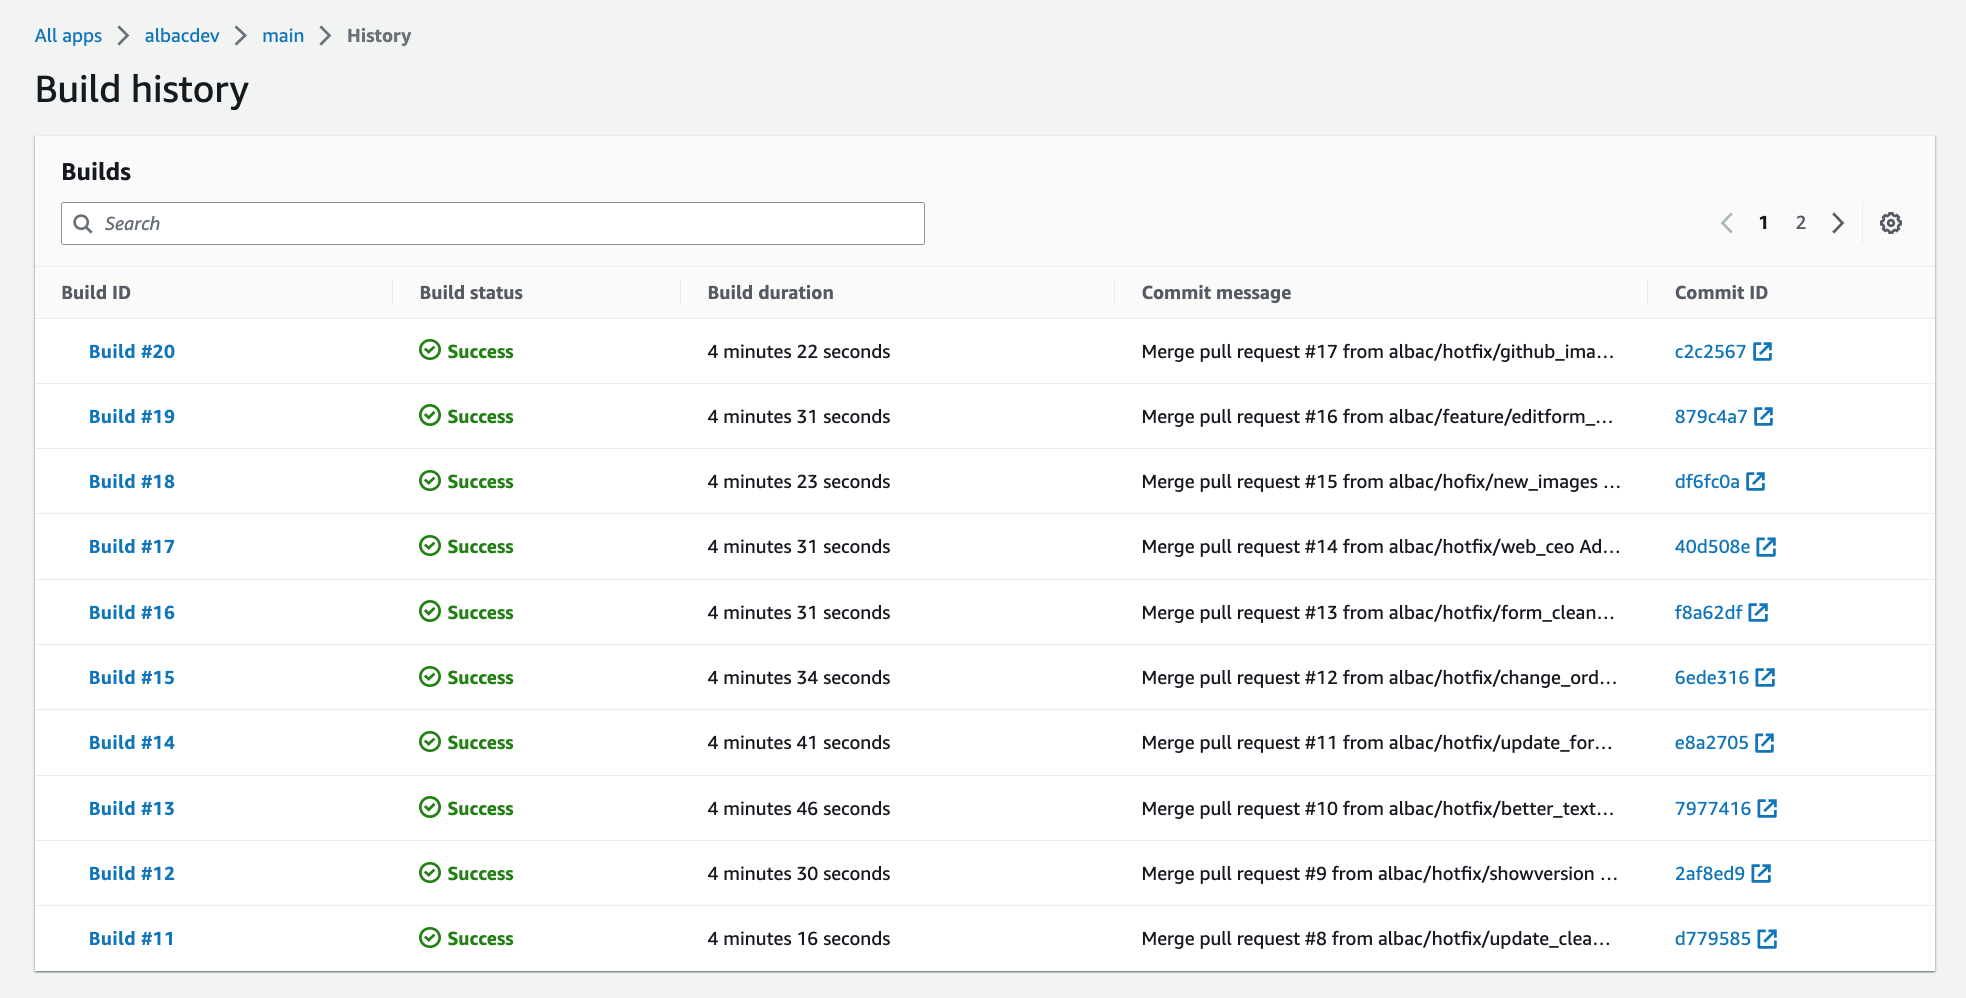 All apps > albacdev > main > History
Build history
Builds
Search
1 2
Build ID Build status Build duration Commit message Commit ID
Build #20 Success 4 minutes 22 seconds Merge pull request #17 from albac/hotfix/github_ima... c2c2567
Build #19 Success 4 minutes 31 seconds Merge pull request #16 from albac/feature/editform_... 879c4a7
Build #18 Success 4 minutes 23 seconds Merge pull request #15 from albac/hofix/new_images ... df6fc0a
Build #17 Success 4 minutes 31 seconds Merge pull request #14 from albac/hotfix/web_ceo Ad... 40d508e
Build #16 Success 4 minutes 31 seconds Merge pull request #13 from albac/hotfix/form_clean... f8a62df
Build #15 Success 4 minutes 34 seconds Merge pull request #12 from albac/hotfix/change_ord... 6ede316
Build #14 Success 4 minutes 41 seconds Merge pull request #11 from albac/hotfix/update_for... e8a2705
Build #13 Success 4 minutes 46 seconds Merge pull request #10 from albac/hotfix/better_text... 7977416
Build #12 Success 4 minutes 30 seconds Merge pull request #9 from albac/hotfix/showversion ... 2af8ed9
Build #11 Success 4 minutes 16 seconds Merge pull request #8 from albac/hotfix/update_clea... d779585